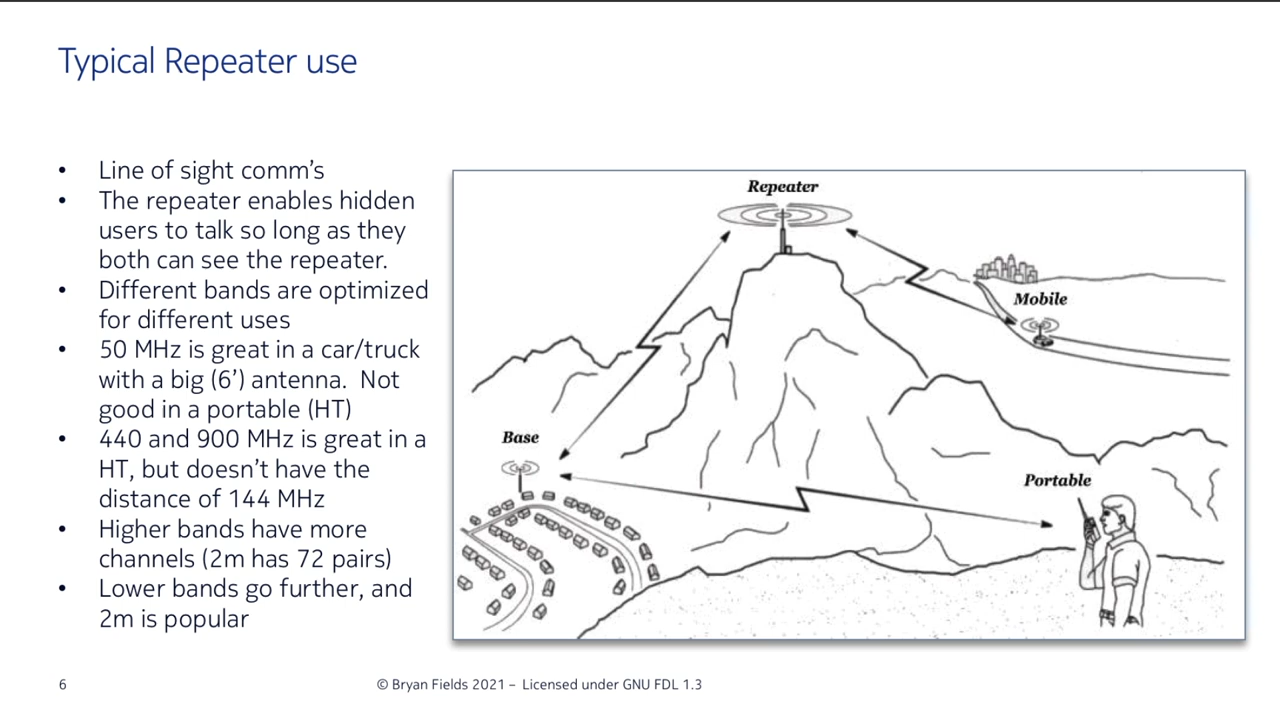 Typical Repeater use
• Line of sight comm’s
• The repeater enables hidden
users to talk so long as they
both can see the repeater.
• Different bands are optimized
for different uses
• 50 MHz is great in a car/truck
with a big (6’) antenna.  Not
good in a portable (HT)
• 440 and 900 MHz is great in a
HT, but doesn’t have the
distance of 144 MHz
• Higher bands have more
channels (2m has 72 pairs)
• Lower bands go further, and
2m is popular
Repeater
Mobile
Base
Portable
6
© Bryan Fields 2021 – Licensed under GNU FDL 1.3